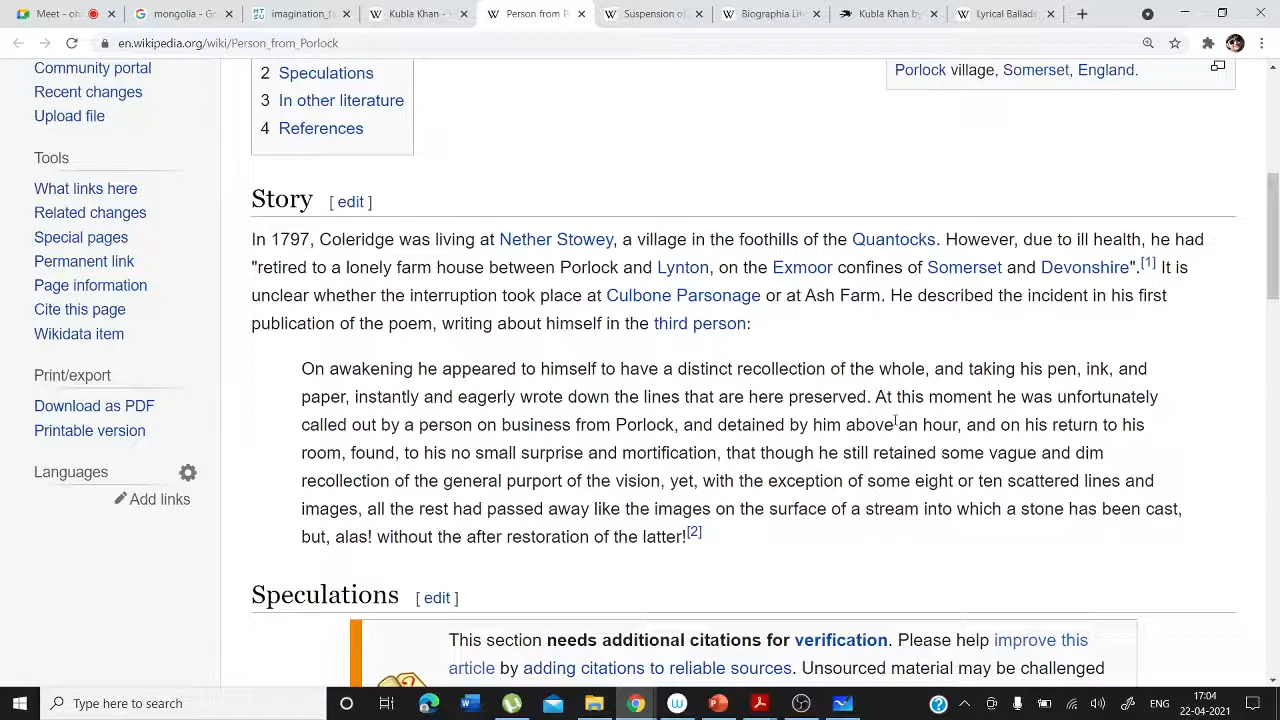 Meet - oh
mongolia - Go
imagination_fa
Kubla Khan -
Person from P
Suspension of
Biographia Lite
Kubla Khan by
Lyrical Ballads
en.wikipedia.org/wiki/Person_from_Porlock
Community portal
Recent changes
Upload file
Tools
What links here
Related changes
Special pages
Permanent link
Page information
Cite this page
Wikidata item
Print/export
Download as PDF
Printable version
Languages
Add links
2 Speculations
3 In other literature
4 References
Porlock village, Somerset, England.
Story [ edit ]
In 1797, Coleridge was living at Nether Stowey, a village in the foothills of the Quantocks. However, due to ill health, he had
"retired to a lonely farm house between Porlock and Lynton, on the Exmoor confines of Somerset and Devonshire".[1] It is
unclear whether the interruption took place at Culbone Parsonage or at Ash Farm. He described the incident in his first
publication of the poem, writing about himself in the third person:
On awakening he appeared to himself to have a distinct recollection of the whole, and taking his pen, ink, and
paper, instantly and eagerly wrote down the lines that are here preserved. At this moment he was unfortunately
called out by a person on business from Porlock, and detained by him above an hour, and on his return to his
room, found, to his no small surprise and mortification, that though he still retained some vague and dim
recollection of the general purport of the vision, yet, with the exception of some eight or ten scattered lines and
images, all the rest had passed away like the images on the surface of a stream into which a stone has been cast,
but, alas! without the after restoration of the latter![2]
Speculations [ edit ]
This section needs additional citations for verification. Please help improve this
article by adding citations to reliable sources. Unsourced material may be challenged
Type here to search
ENG
17:04
22-04-2021